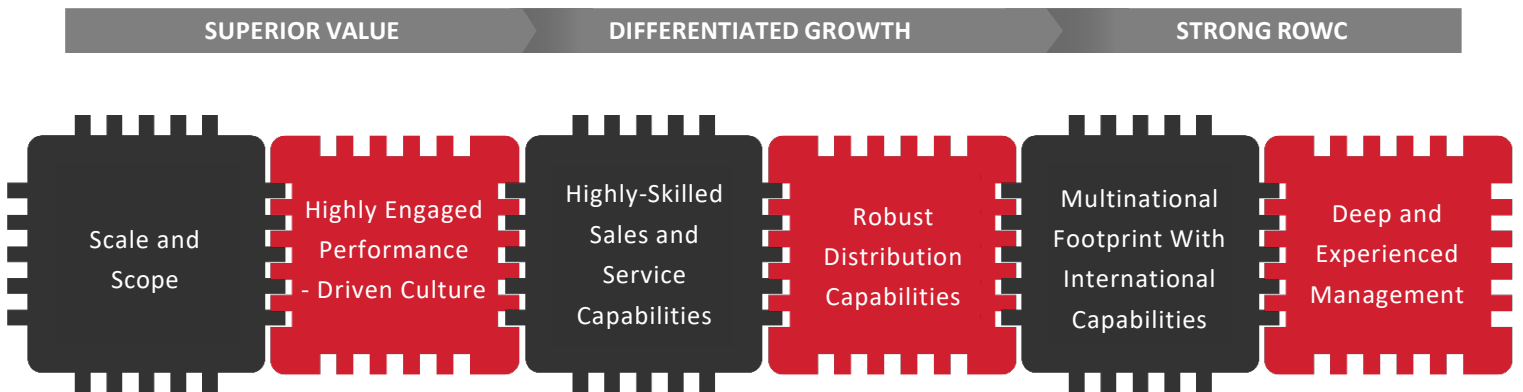 SUPERIOR VALUE
DIFFERENTIATED GROWTH
STRONG ROWC
Scale and
Scope
Highly Engaged
Performance
- Driven Culture
Highly-Skilled
Sales and
Service
Capabilities
Robust
Distribution
Capabilities
Multinational
Footprint With
International
Capabilities
Deep and
Experienced
Management